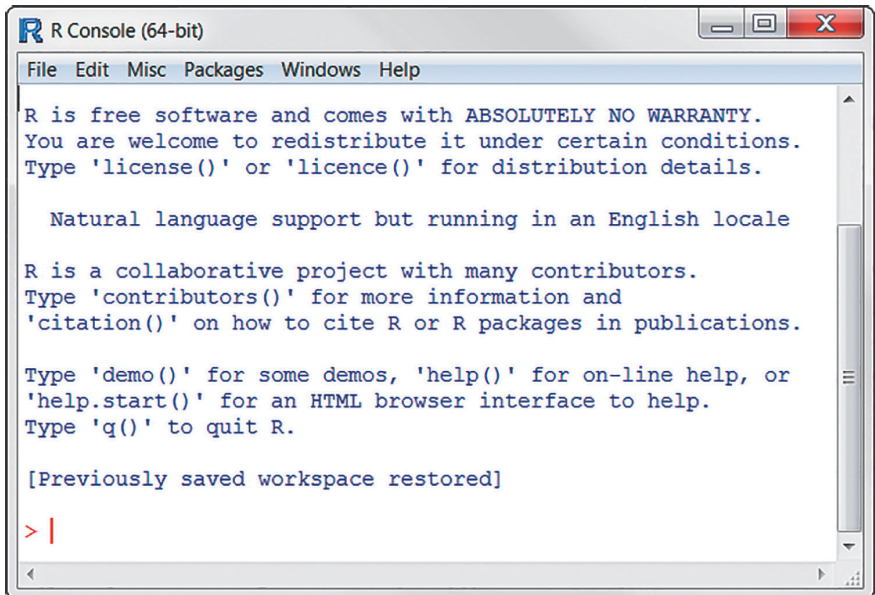 R Console (64-bit)
File Edit Misc Packages Windows Help
R is free software and comes with ABSOLUTELY NO WARRANTY.
You are welcome to redistribute it under certain conditions.
Type 'license()' or 'licence()' for distribution details.
Natural language support but running in an English locale
R is a collaborative project with many contributors.
Type 'contributors()' for more information and
'citation()' on how to cite R or R packages in publications.
Type 'demo()' for some demos, 'help()' for on-line help, or
'help.start()' for an HTML browser interface to help.
Type 'q()' to quit R.
[Previously saved workspace restored]
>